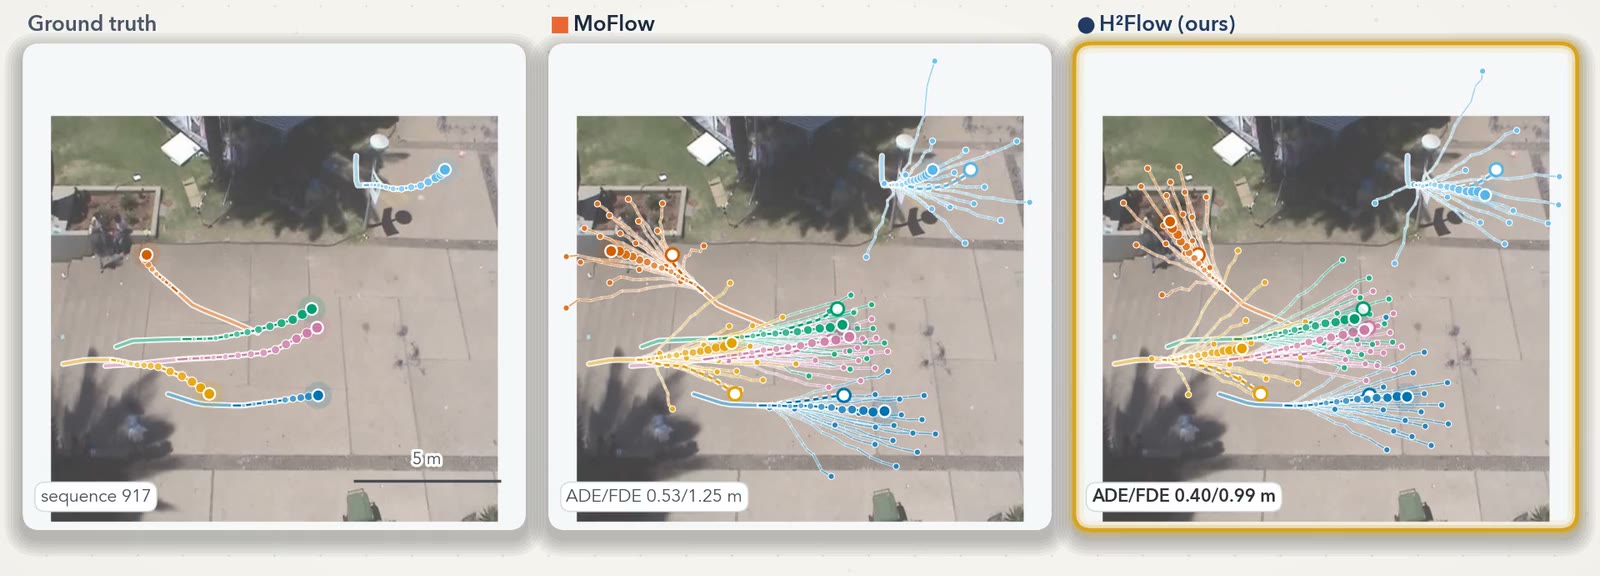 Ground truth
MoFlow
H²Flow (ours)
5 m
sequence 917
ADE/FDE 0.53/1.25 m
ADE/FDE 0.40/0.99 m